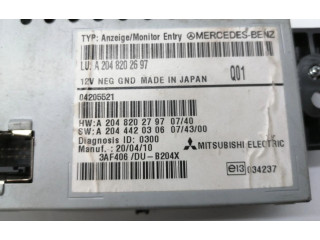 TYP: Anzeige/Monitor Entry MERCEDES-BENZ
LU: A 204 820 26 97
12V NEG GND MADE IN JAPAN Q01
04205521
HW: A 204 820 27 97 07/40
SW: A 204 442 03 06 07/43/00
Diagnosis ID: 0300
Manuf.: 20/04/10 MITSUBISHI ELECTRIC
3AF406 /DU-B204X e13 034237